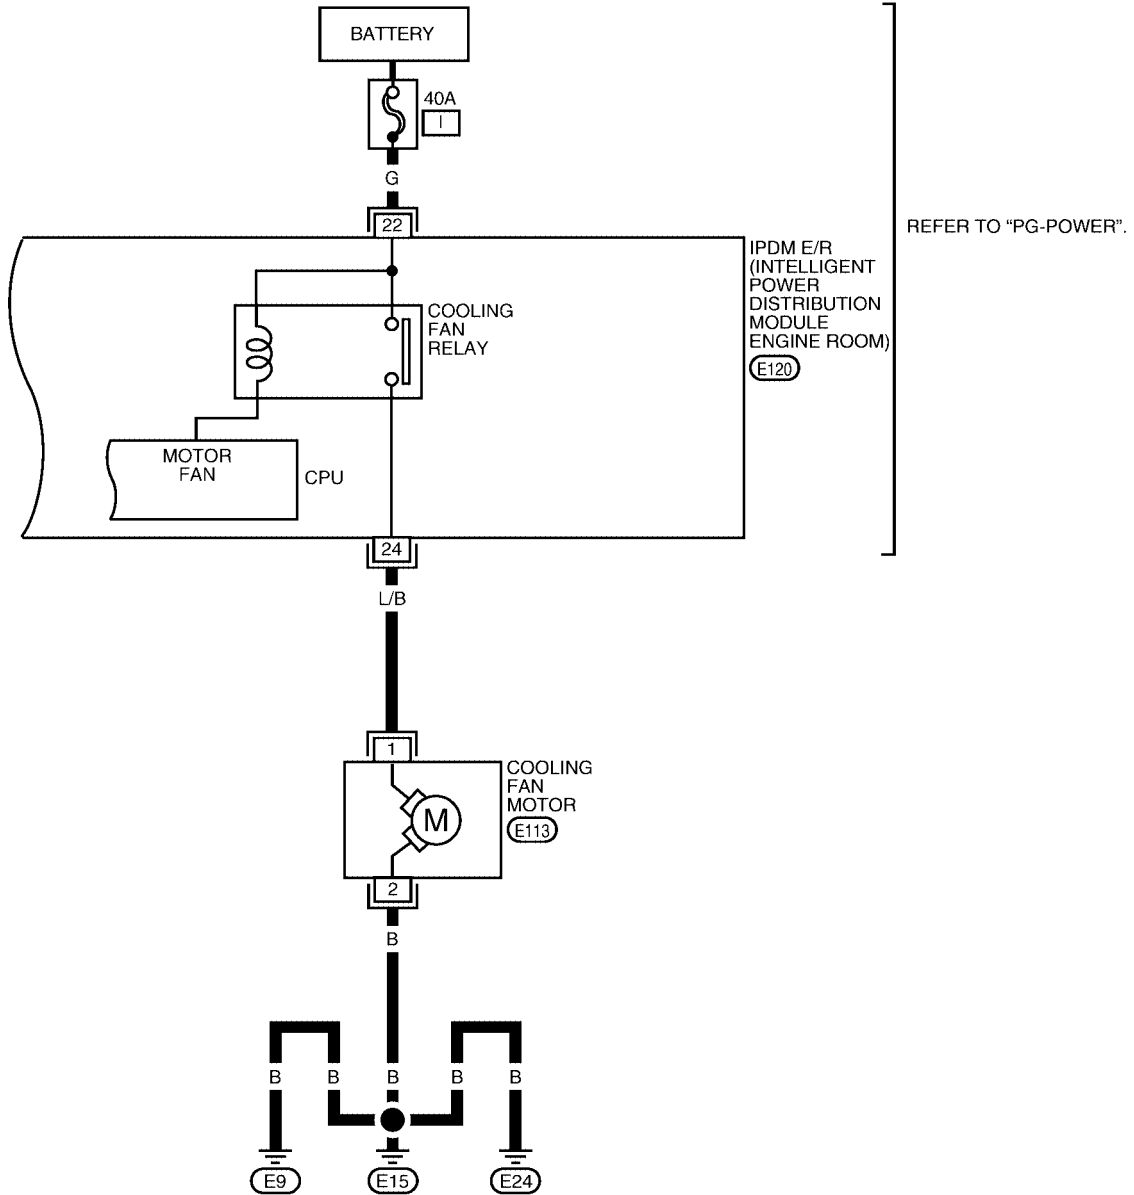 BATTERY
40A
I
G
22
REFER TO “PG-POWER”.
IPDM E/R
(INTELLIGENT
POWER
DISTRIBUTION
MODULE
ENGINE ROOM)
E120
COOLING
FAN
RELAY
MOTOR
FAN
CPU
24
L/B
1
COOLING
FAN
MOTOR
E113
M
2
B
B B B B B
E9 E15 E24